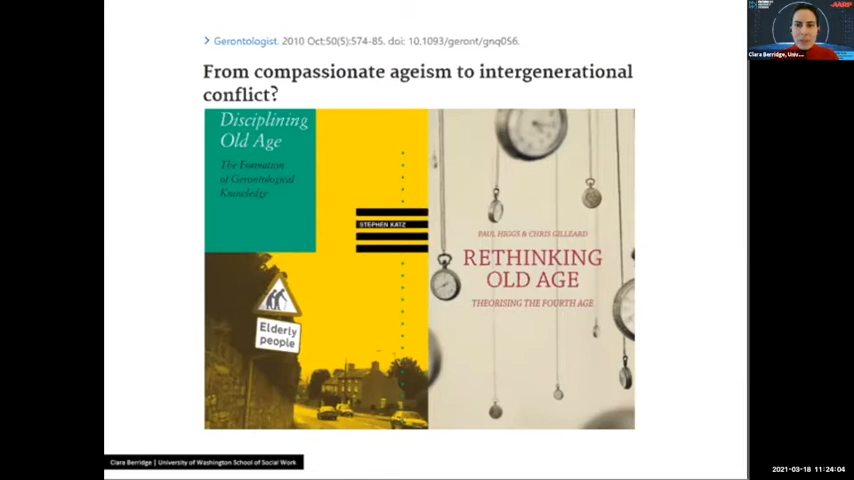 Gerontologist. 2010 Oct;50(5):574-85. doi: 10.1093/geront/gnq056.
From compassionate ageism to intergenerational
conflict?
Disciplining
Old Age
The Formation
of Gerontological
Knowledge
STEPHEN KATZ
Elderly
people
PAUL HIGGS & CHRIS GILLEARD
RETHINKING
OLD AGE
THEORISING THE FOURTH AGE
Clara Berridge | University of Washington School of Social Work
AARP
Clara Berridge, Univ...
2021-03-18 11:24:04